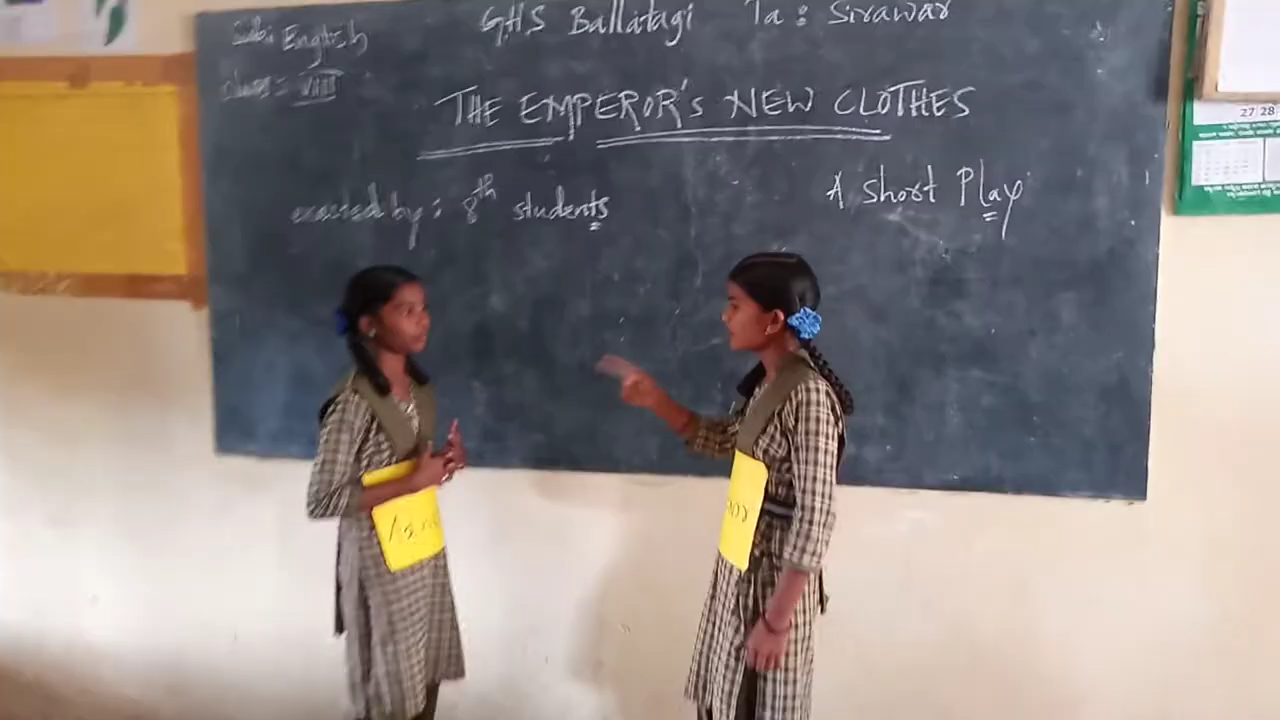 Sub: English
GHS Ballatagi Ta: Sirawar
class: VIII
THE EMPEROR'S NEW CLOTHES
A short Play
enacted by: 8th students
27 28